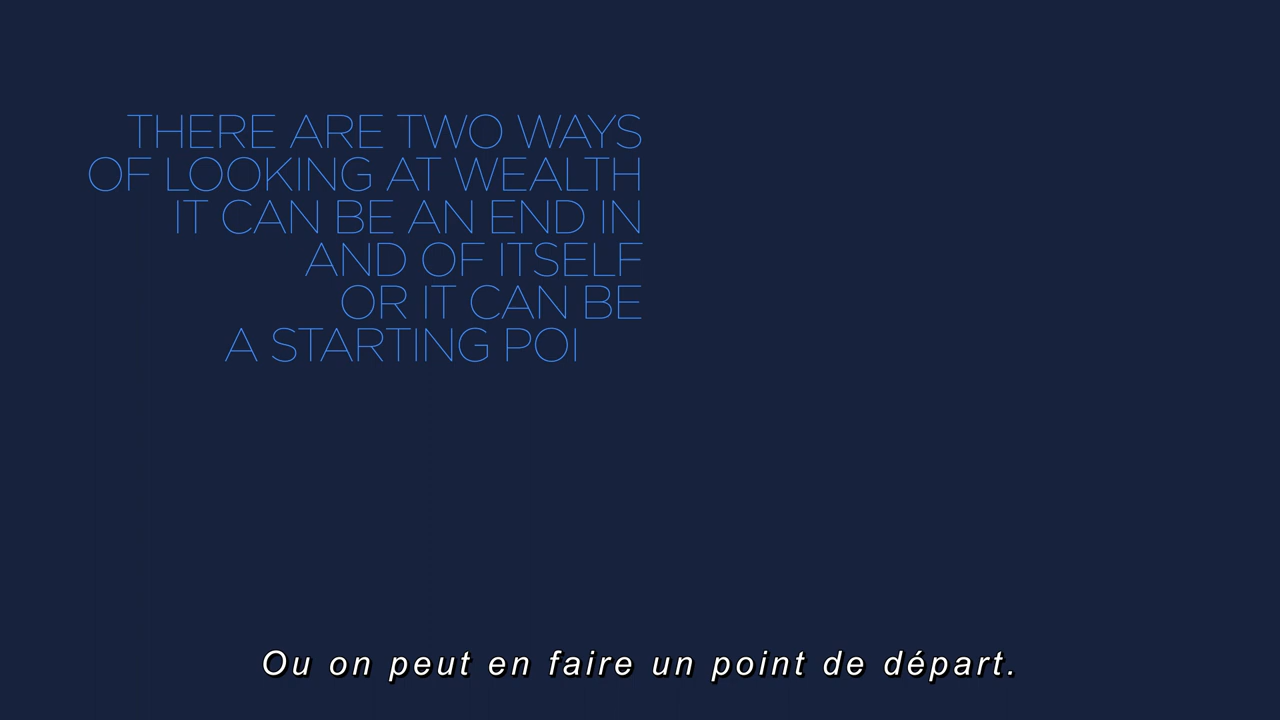 THERE ARE TWO WAYS
OF LOOKING AT WEALTH
IT CAN BE AN END IN
AND OF ITSELF
OR IT CAN BE
A STARTING POI
Ou on peut en faire un point de départ.